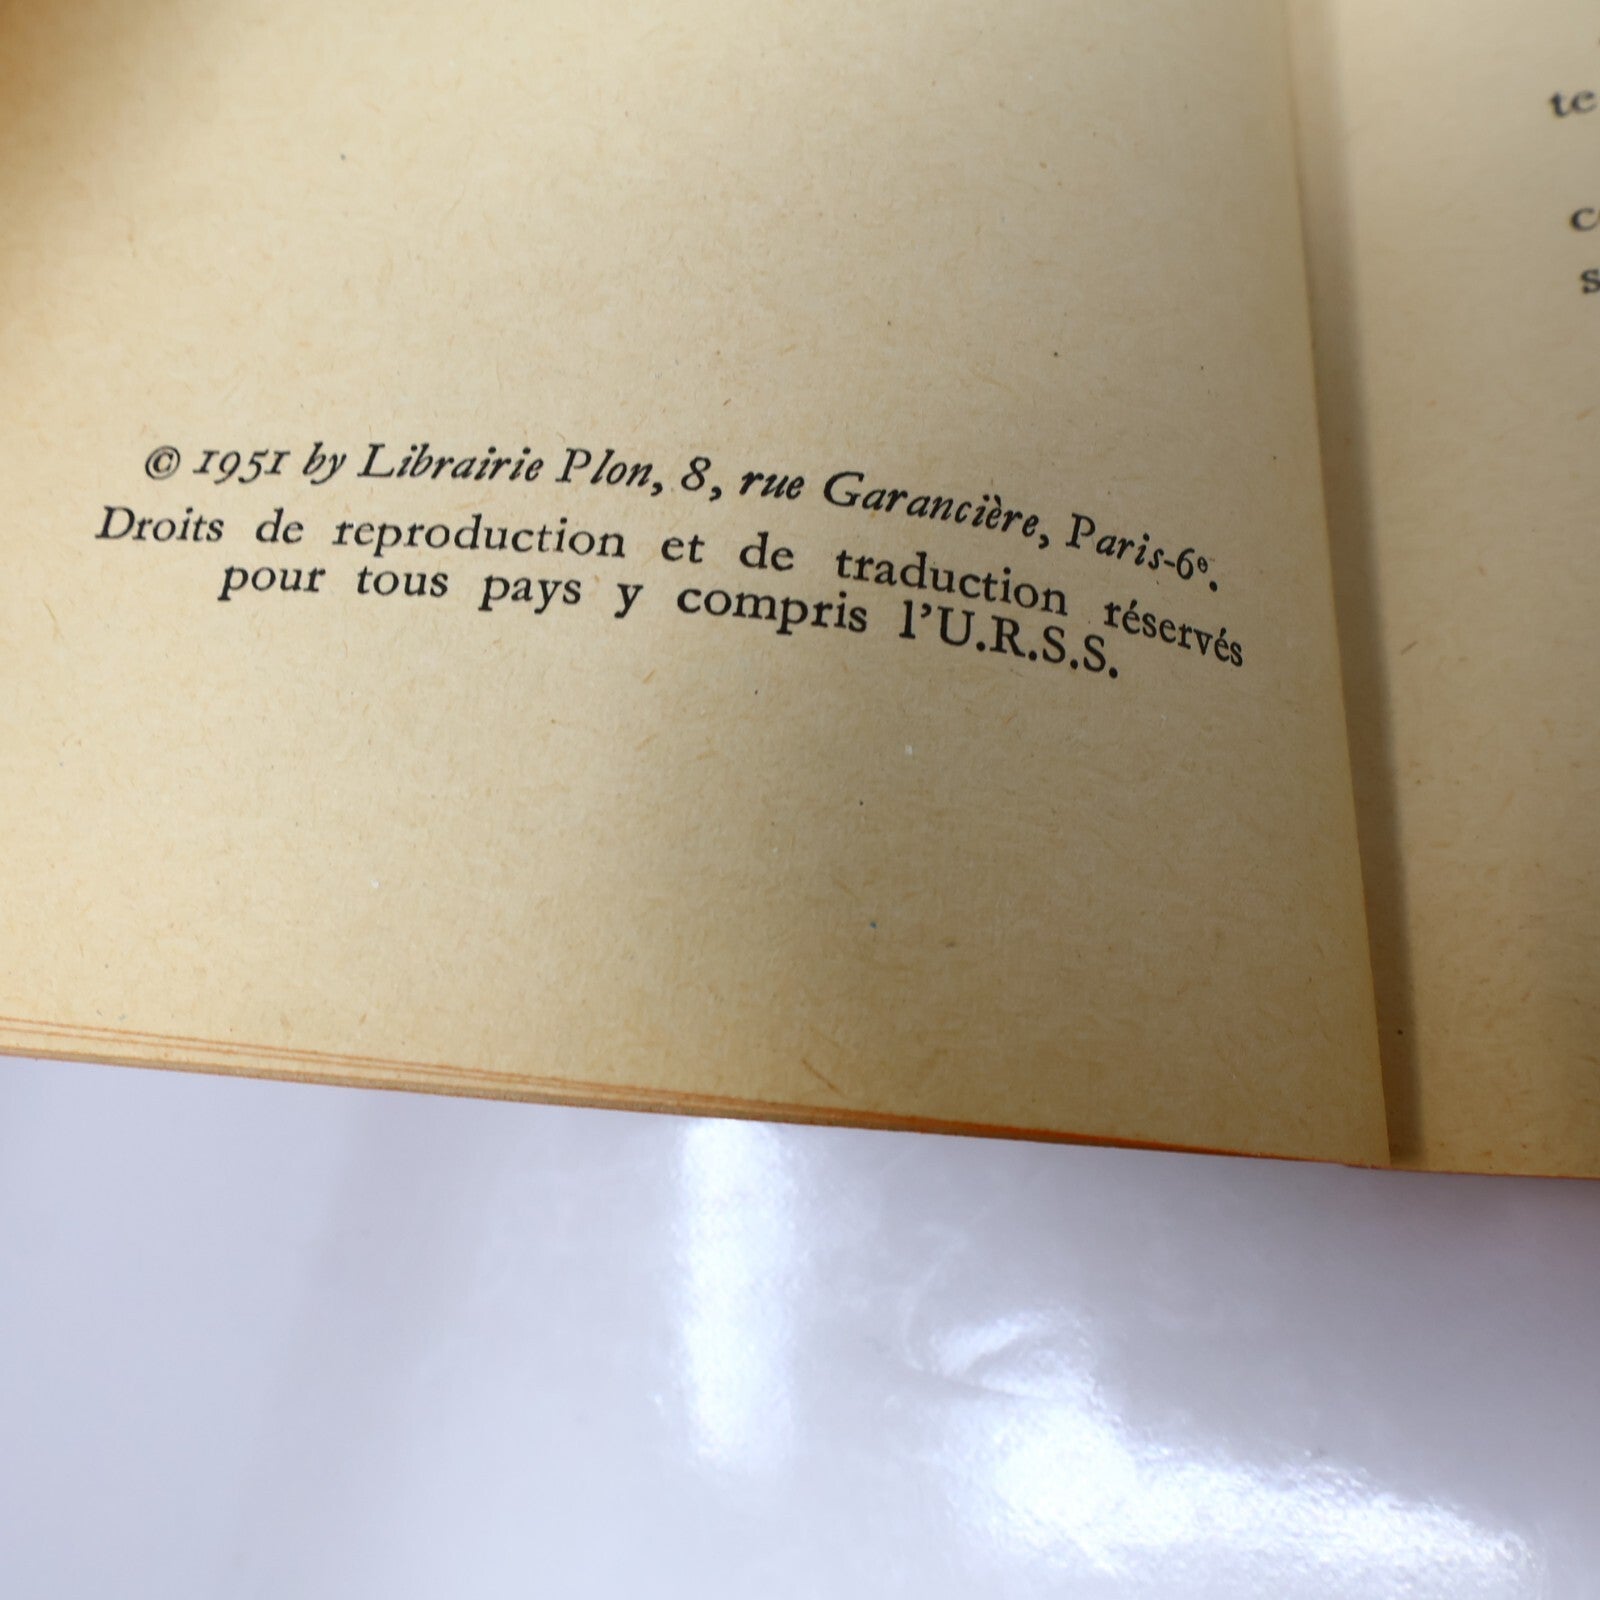 © 1951 by Librairie Plon, 8, rue Garancière, Paris-6e.
Droits de reproduction et de traduction réservés
pour tous pays y compris l'U.R.S.S.
te